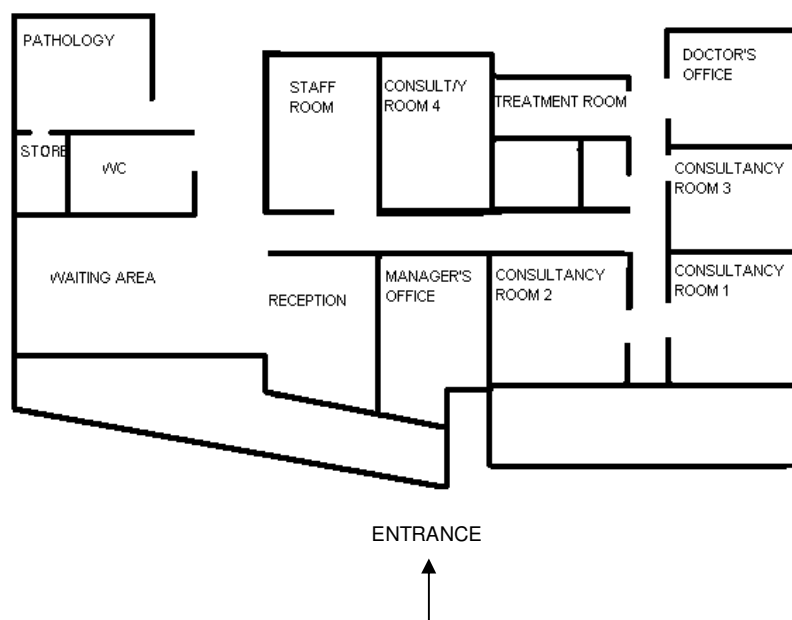 PATHOLOGY
DOCTOR'S
OFFICE
STAFF
ROOM
CONSULT/Y
ROOM 4
TREATMENT ROOM
STORE
WC
CONSULTANCY
ROOM 3
WAITING AREA
RECEPTION
MANAGER'S
OFFICE
CONSULTANCY
ROOM 2
CONSULTANCY
ROOM 1
ENTRANCE